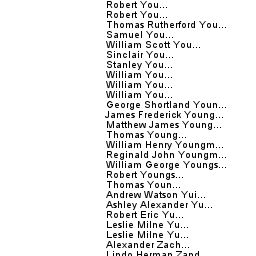 Robert You...
Robert You...
Thomas Rutherford You...
Samuel You...
William Scott You...
Sinclair You...
Stanley You...
William You...
William You...
William You...
George Shortland Youn...
James Frederick Young...
Matthew James Young...
Thomas Young...
William Henry Youngm...
Reginald John Youngm...
William George Youngs...
Robert Youngs...
Thomas Youn...
Andrew Watson Yui...
Ashley Alexander Yu...
Robert Eric Yu...
Leslie Milne Yu...
Leslie Milne Yu...
Alexander Zach...
Lindo Herman Zand